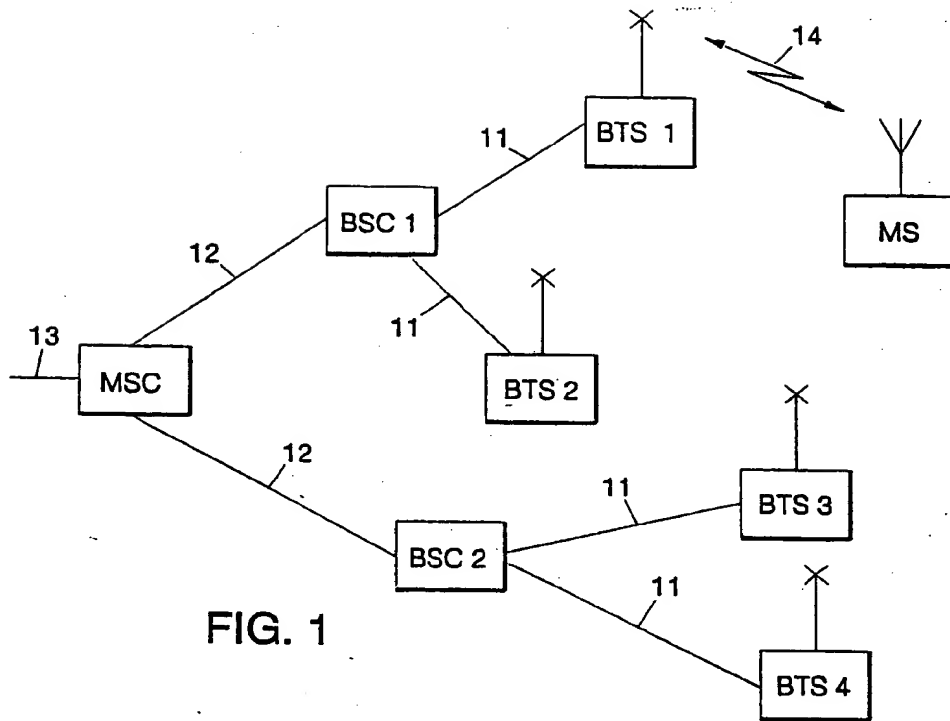 14
BTS 1
11
BSC 1
MS
12
11
13
MSC
BTS 2
12
11
BTS 3
BSC 2
11
FIG. 1
BTS 4